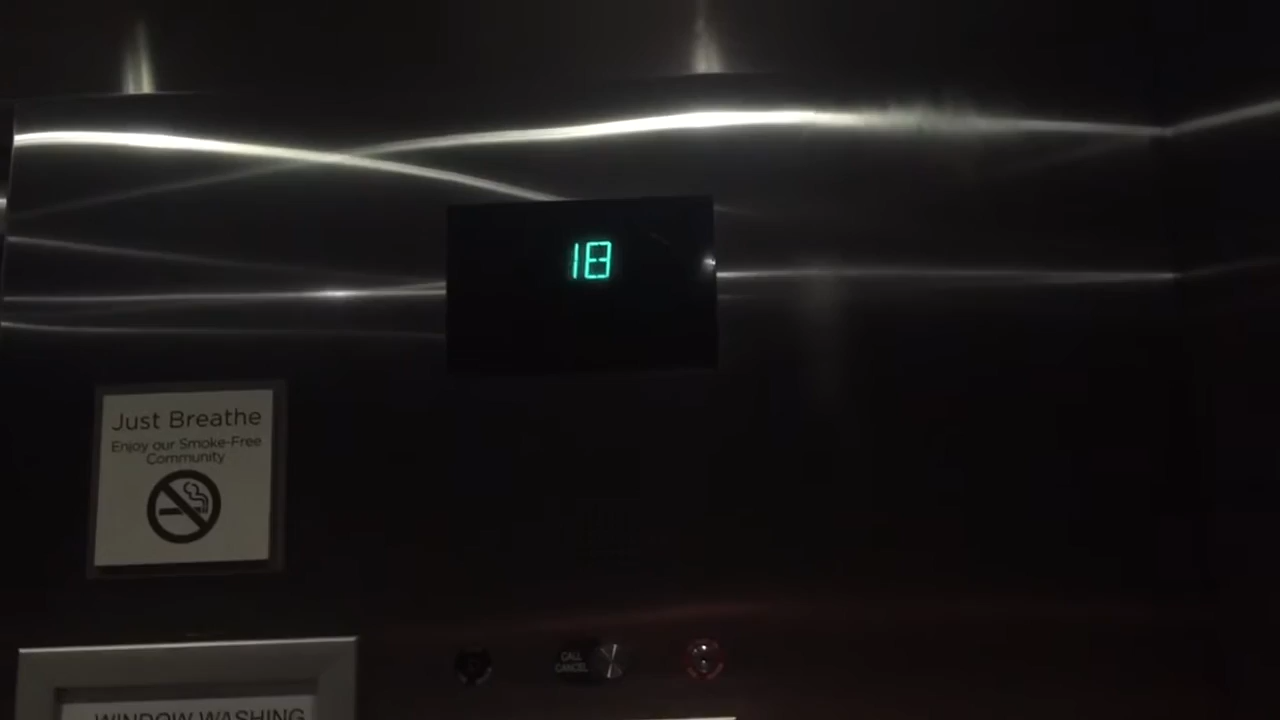 18
Just Breathe
Enjoy our Smoke-Free
Community
CALL
CANCEL
WINDOW WASHING